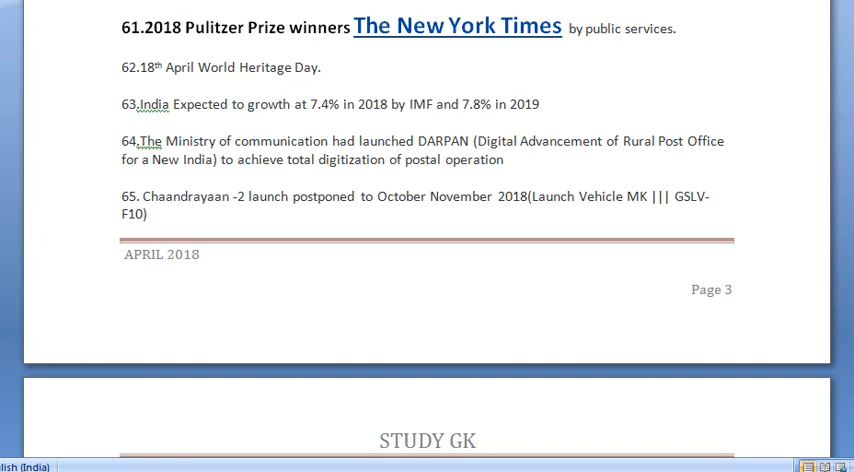 61.2018 Pulitzer Prize winners The New York Times by public services.
62.18th April World Heritage Day.
63.India Expected to growth at 7.4% in 2018 by IMF and 7.8% in 2019
64.The Ministry of communication had launched DARPAN (Digital Advancement of Rural Post Office
for a New India) to achieve total digitization of postal operation
65. Chaandrayaan -2 launch postponed to October November 2018(Launch Vehicle MK ||| GSLV-
F10)
APRIL 2018
Page 3
STUDY GK
lish (India)